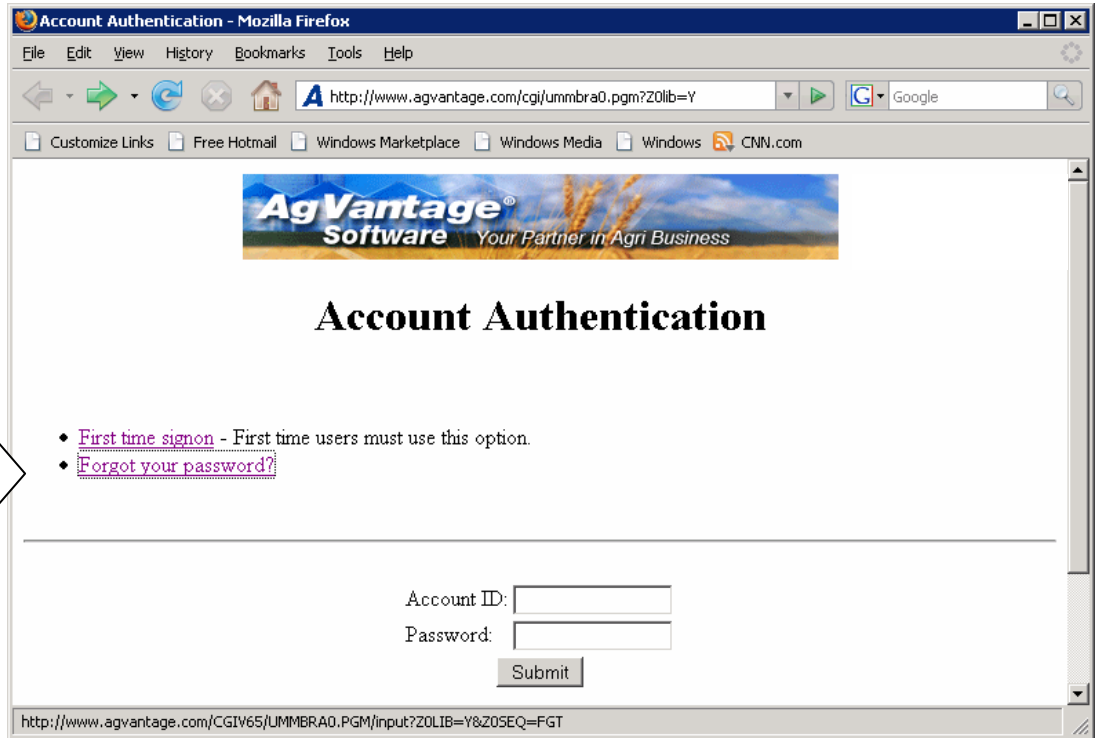 Account Authentication - Mozilla Firefox
File Edit View History Bookmarks Tools Help
http://www.agvantage.com/cgi/ummbra0.pgm?Z0lib=Y G Google
Customize Links Free Hotmail Windows Marketplace Windows Media Windows CNN.com
AgVantage®
Software Your Partner in Agri Business
Account Authentication
• First time signon - First time users must use this option.
• Forgot your password?
Account ID:
Password:
Submit
http://www.agvantage.com/CGIV65/UMMBRA0.PGM/input?Z0LIB=Y&Z0SEQ=FGT